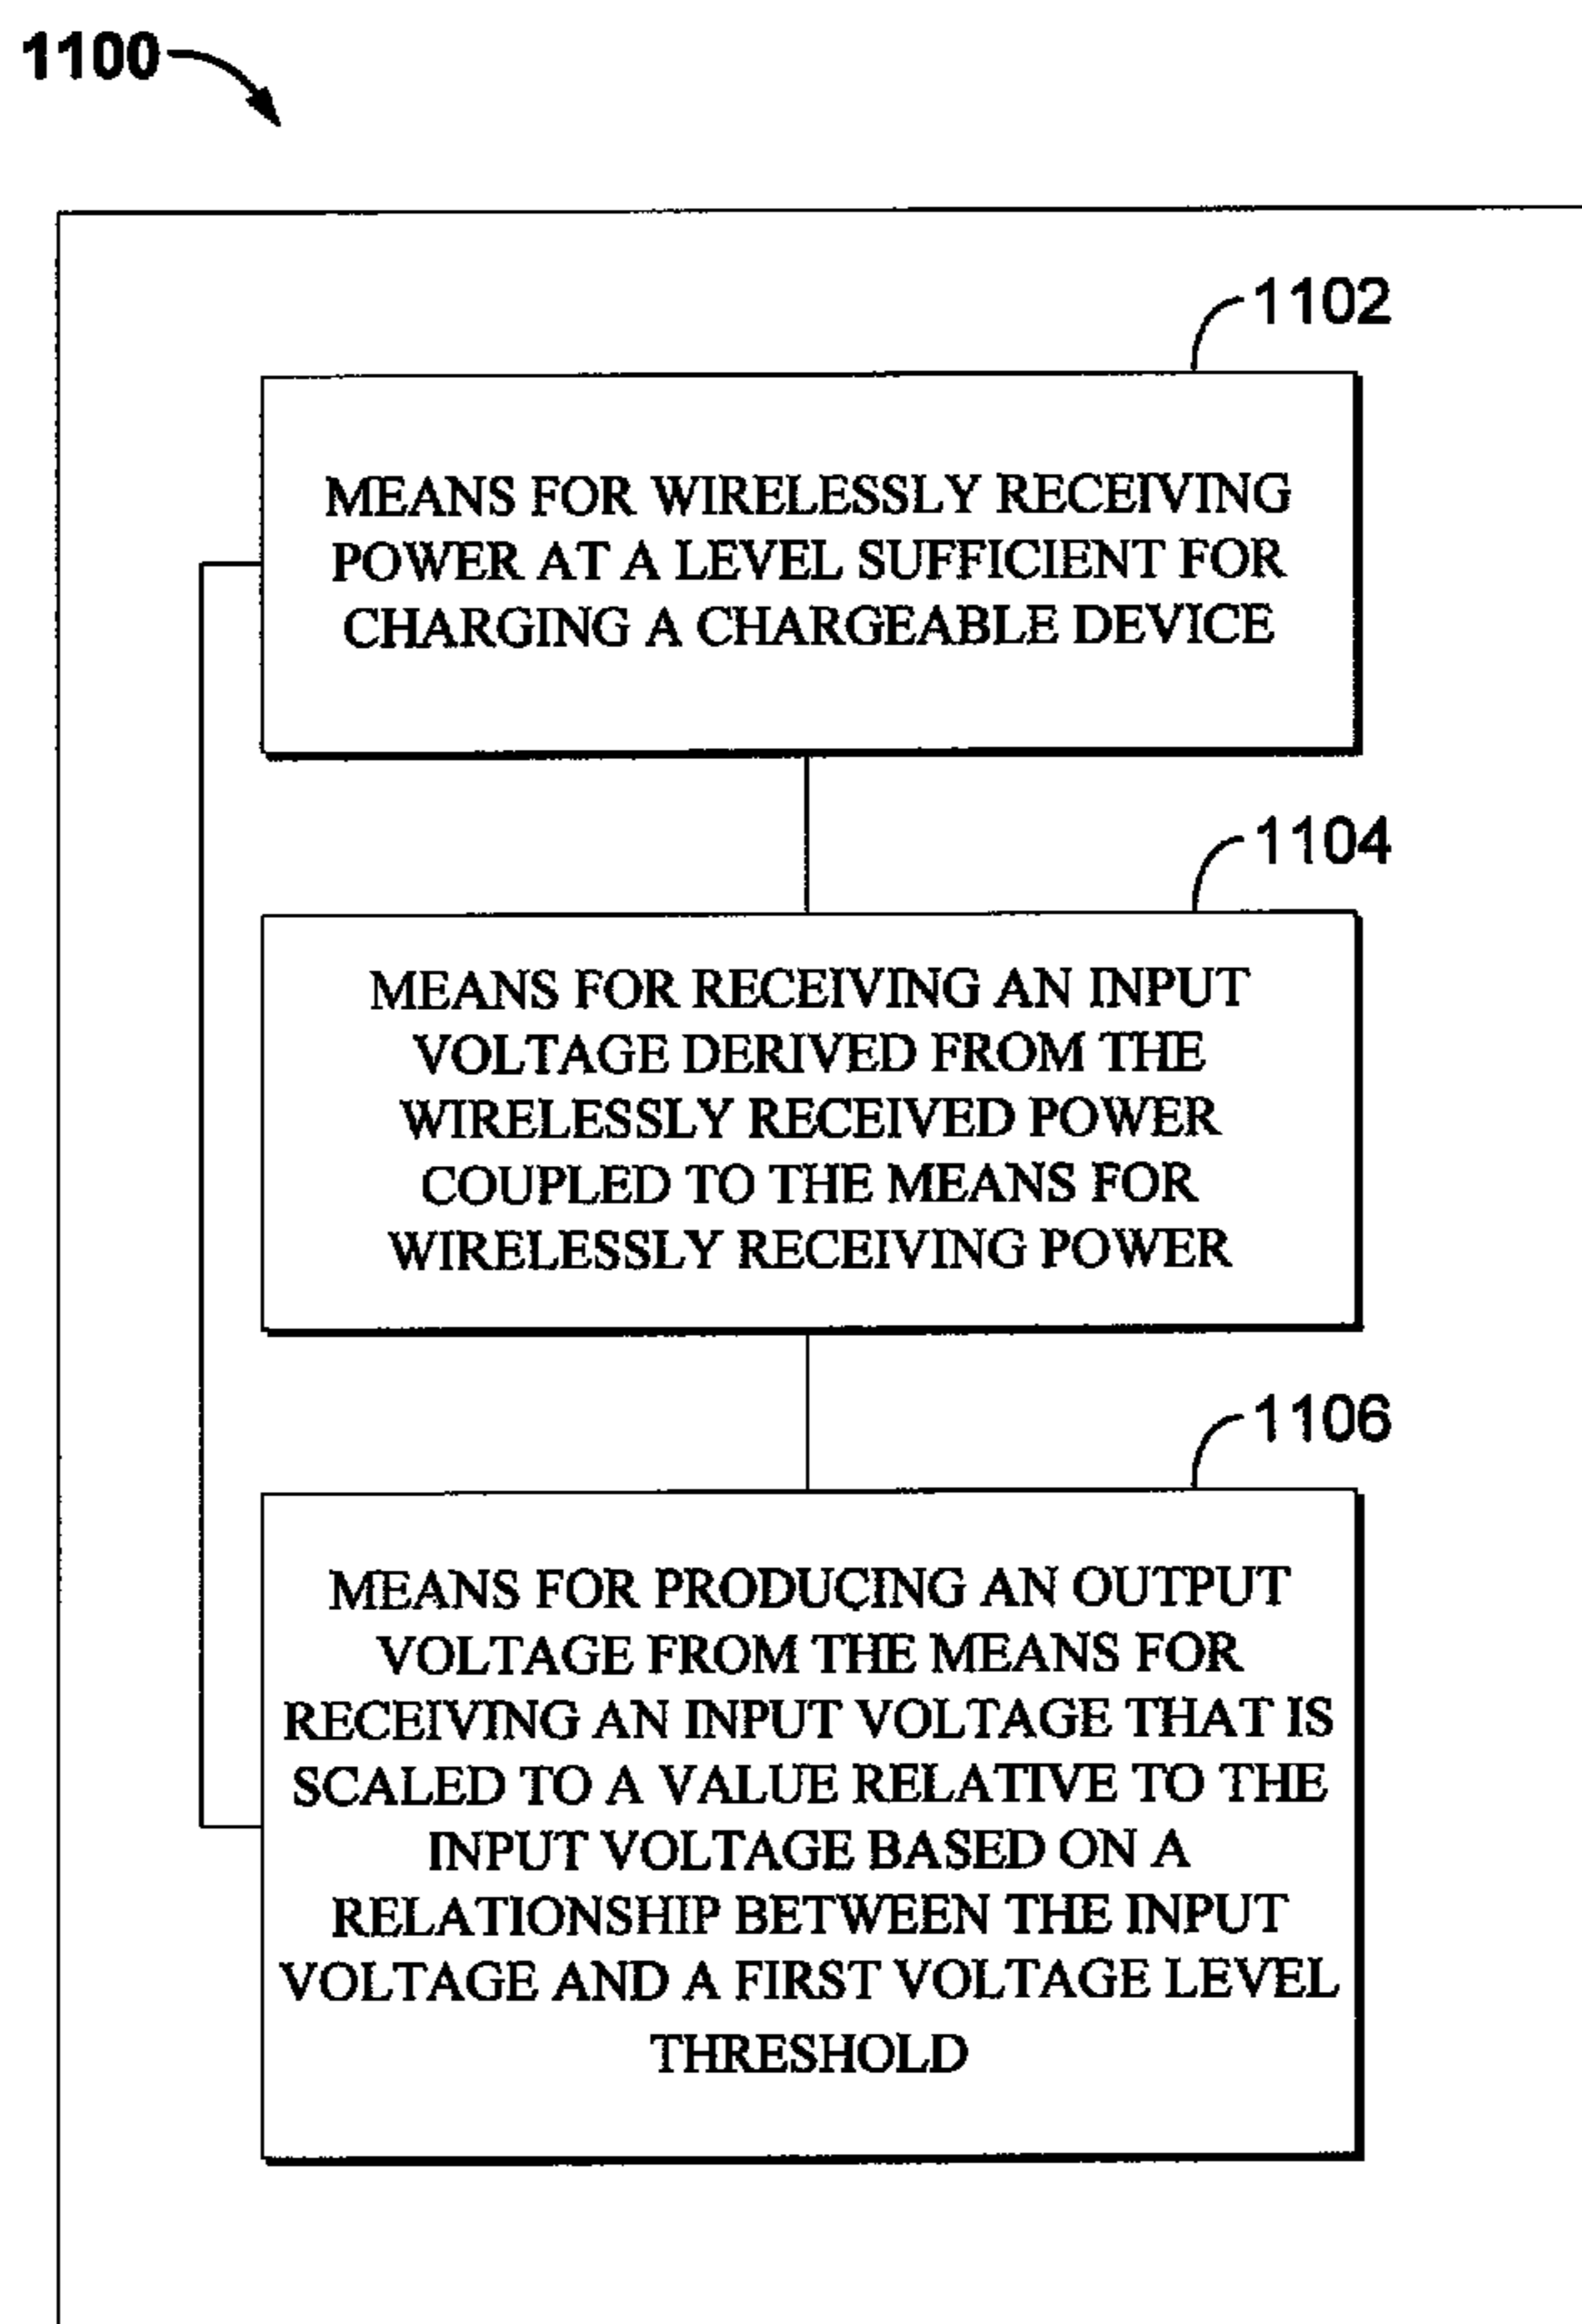 1100
1102
MEANS FOR WIRELESSLY RECEIVING
POWER AT A LEVEL SUFFICIENT FOR
CHARGING A CHARGEABLE DEVICE
1104
MEANS FOR RECEIVING AN INPUT
VOLTAGE DERIVED FROM THE
WIRELESSLY RECEIVED POWER
COUPLED TO THE MEANS FOR
WIRELESSLY RECEIVING POWER
1106
MEANS FOR PRODUCING AN OUTPUT
VOLTAGE FROM THE MEANS FOR
RECEIVING AN INPUT VOLTAGE THAT IS
SCALED TO A VALUE RELATIVE TO THE
INPUT VOLTAGE BASED ON A
RELATIONSHIP BETWEEN THE INPUT
VOLTAGE AND A FIRST VOLTAGE LEVEL
THRESHOLD